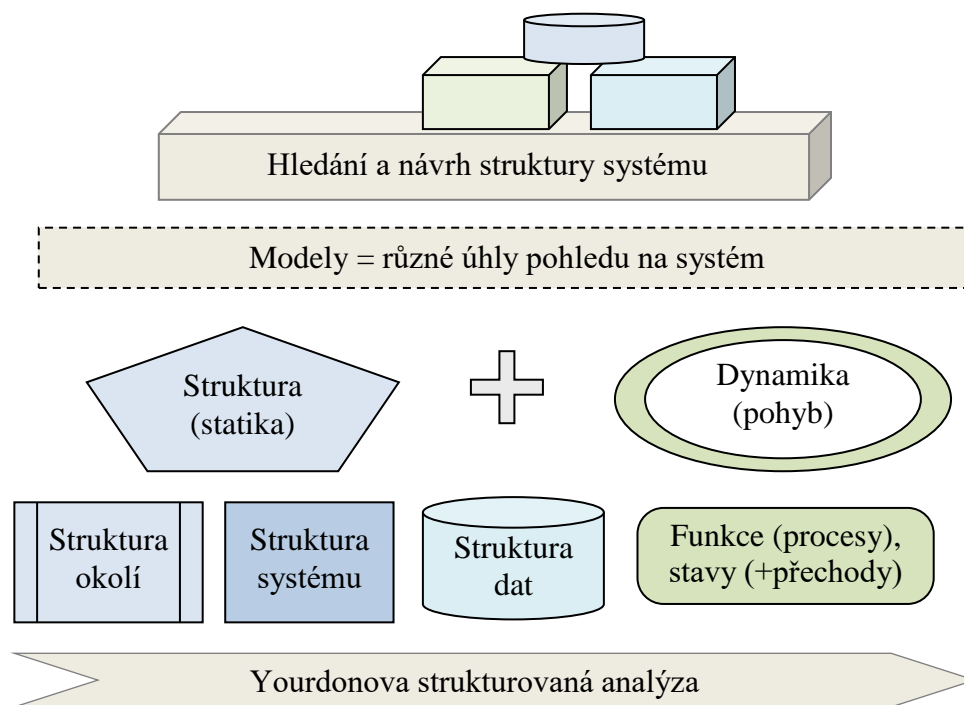 Hledání a návrh struktury systému
Modely = různé úhly pohledu na systém
Struktura
(statika)
Dynamika
(pohyb)
Struktura
okolí
Struktura
systému
Struktura
dat
Funkce (procesy),
stavy (+přechody)
Yourdonova strukturovaná analýza